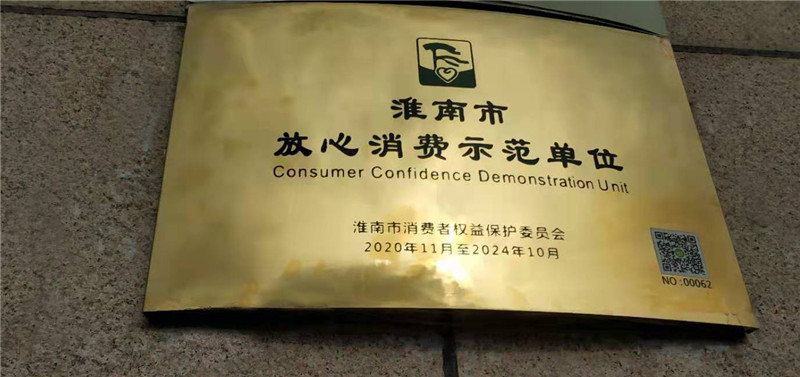 淮南市
放心消费示范单位
Consumer Confidence Demonstration Unit
淮南市消费者权益保护委员会
2020年11月至2024年10月
NO:00062